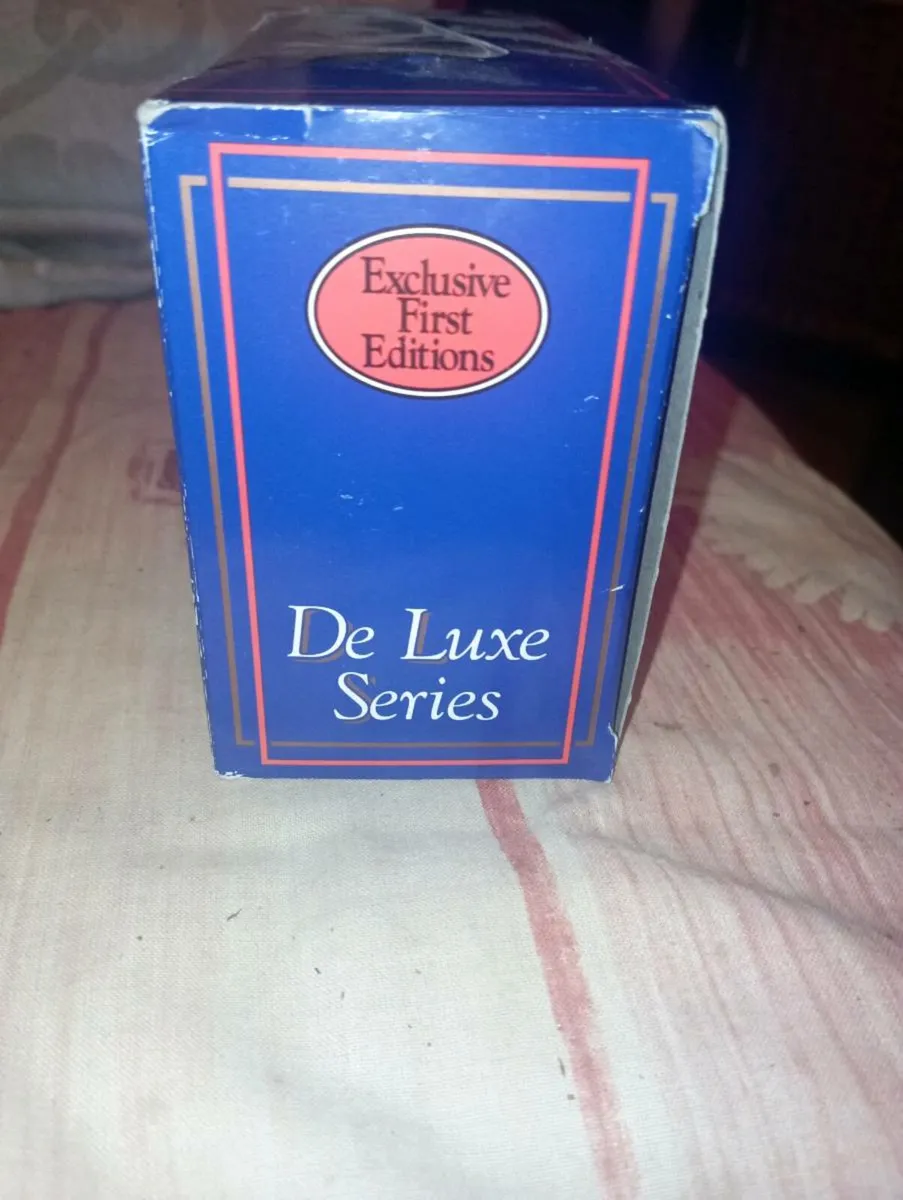 Exclusive
First
Editions
De Luxe
Series